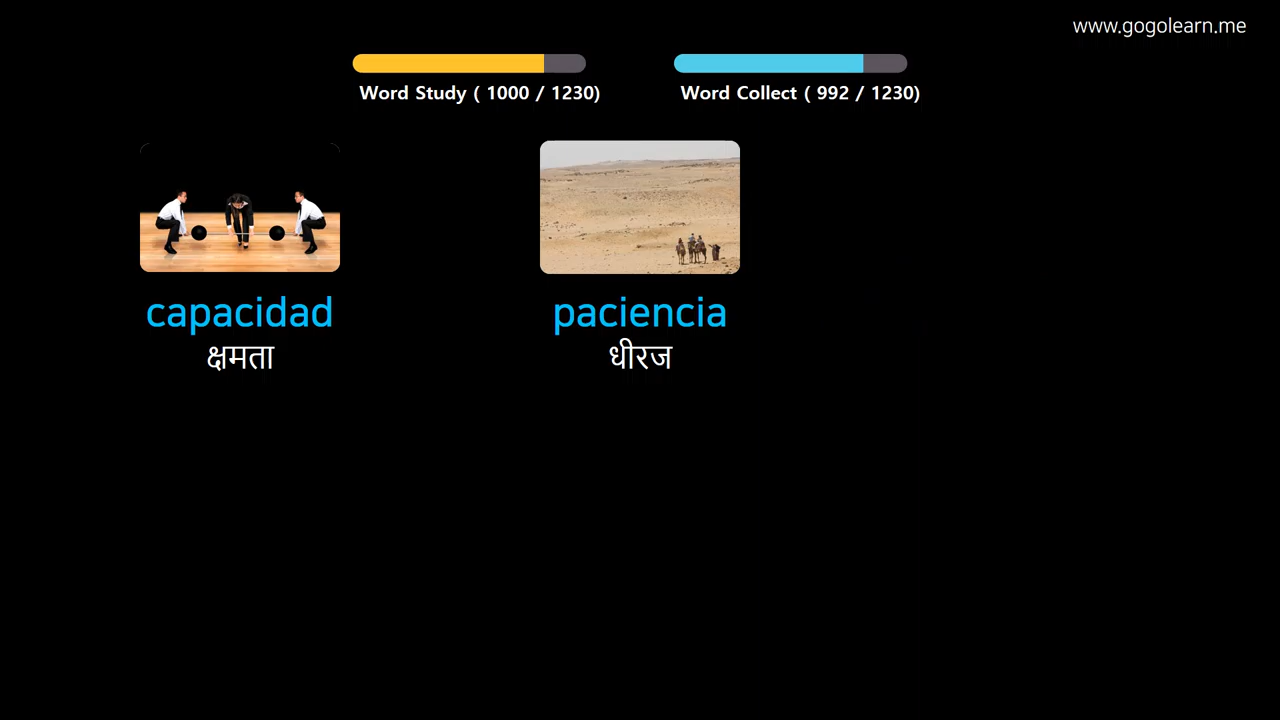 www.gogolearn.me
Word Study ( 1000 / 1230)
Word Collect ( 992 / 1230)
capacidad
क्षमता
paciencia
धीरज